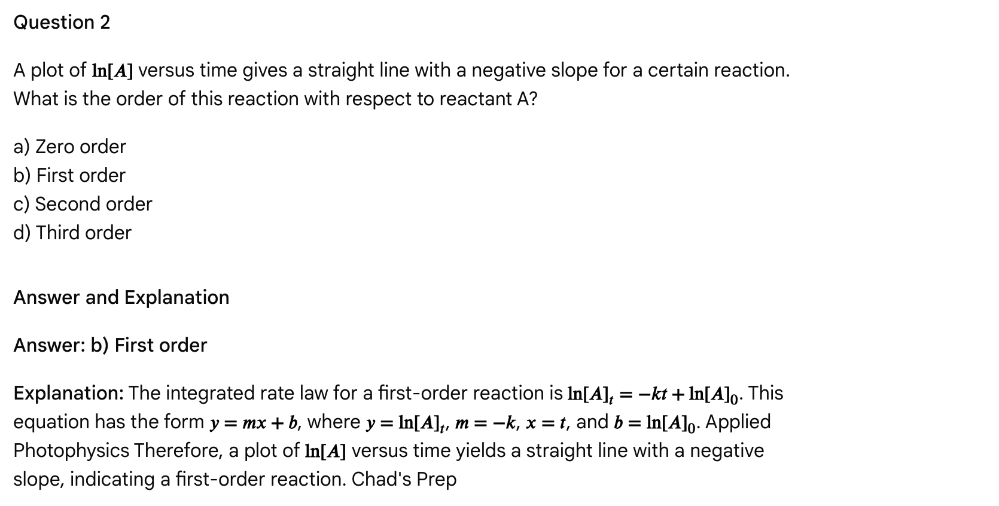 Question 2
A plot of ln[A] versus time gives a straight line with a negative slope for a certain reaction.
What is the order of this reaction with respect to reactant A?
a) Zero order
b) First order
c) Second order
d) Third order
Answer and Explanation
Answer: b) First order
Explanation: The integrated rate law for a first-order reaction is ln[A]ₜ = −kt + ln[A]₀. This
equation has the form y = mx + b, where y = ln[A]ₜ, m = −k, x = t, and b = ln[A]₀. Applied
Photophysics Therefore, a plot of ln[A] versus time yields a straight line with a negative
slope, indicating a first-order reaction. Chad's Prep